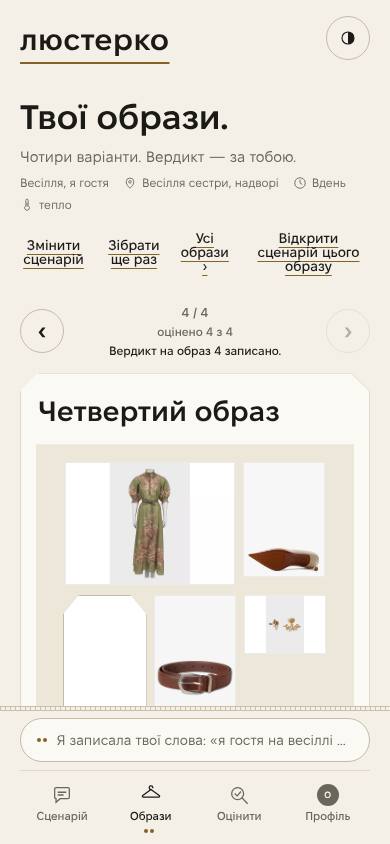 люстерко
Твої образи.
Чотири варіанти. Вердикт — за тобою.
Весілля, я гостя Весілля сестри, надворі Вдень
тепло
Змінити сценарій
Зібрати ще раз
Усі образи ›
Відкрити сценарій цього образу
4 / 4
оцінено 4 з 4
Вердикт на образ 4 записано.
Четвертий образ
Я записала твої слова: «я гостя на весіллі ...
Сценарій Образи Оцінити Профіль
О